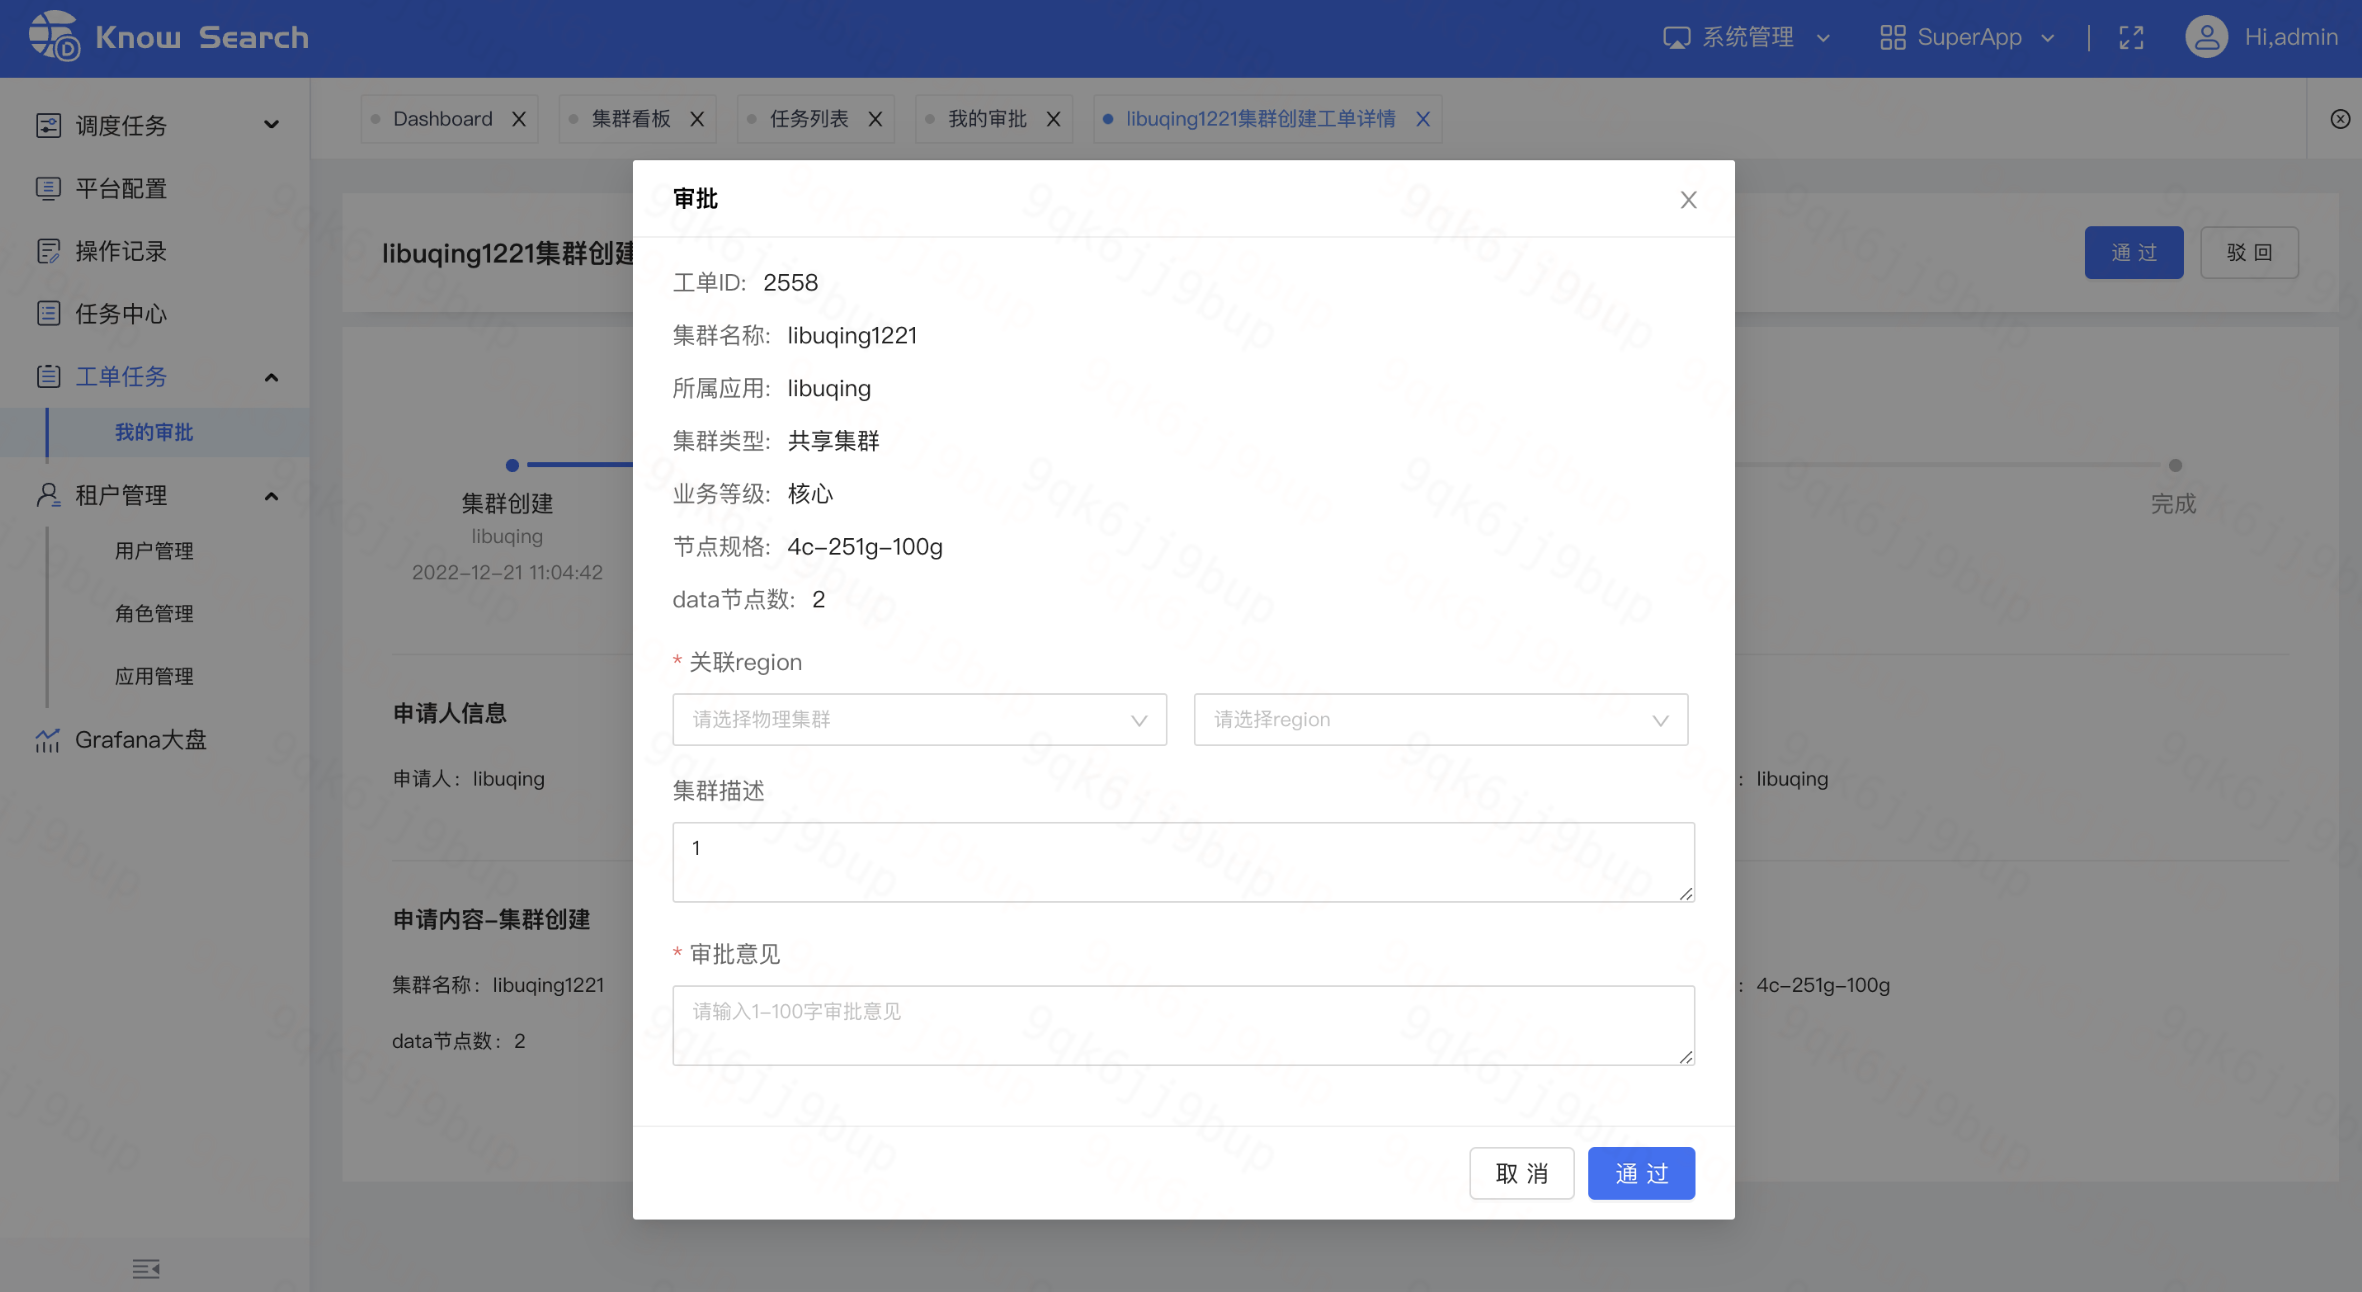 Know Search
系统管理
SuperApp
Hi,admin
调度任务
平台配置
操作记录
任务中心
工单任务
我的审批
租户管理
用户管理
角色管理
应用管理
Grafana大盘
Dashboard
集群看板
任务列表
我的审批
libuqing1221集群创建工单详情
libuqing1221集群创建
通 过
驳 回
集群创建
libuqing
2022-12-21 11:04:42
完成
申请人信息
申请人： libuqing
： libuqing
申请内容-集群创建
集群名称： libuqing1221
： 4c-251g-100g
data节点数： 2
审批
工单ID: 2558
集群名称: libuqing1221
所属应用: libuqing
集群类型: 共享集群
业务等级: 核心
节点规格: 4c-251g-100g
data节点数: 2
* 关联region
请选择物理集群
请选择region
集群描述
1
* 审批意见
请输入1-100字审批意见
取 消
通 过
9qk6jj9bup